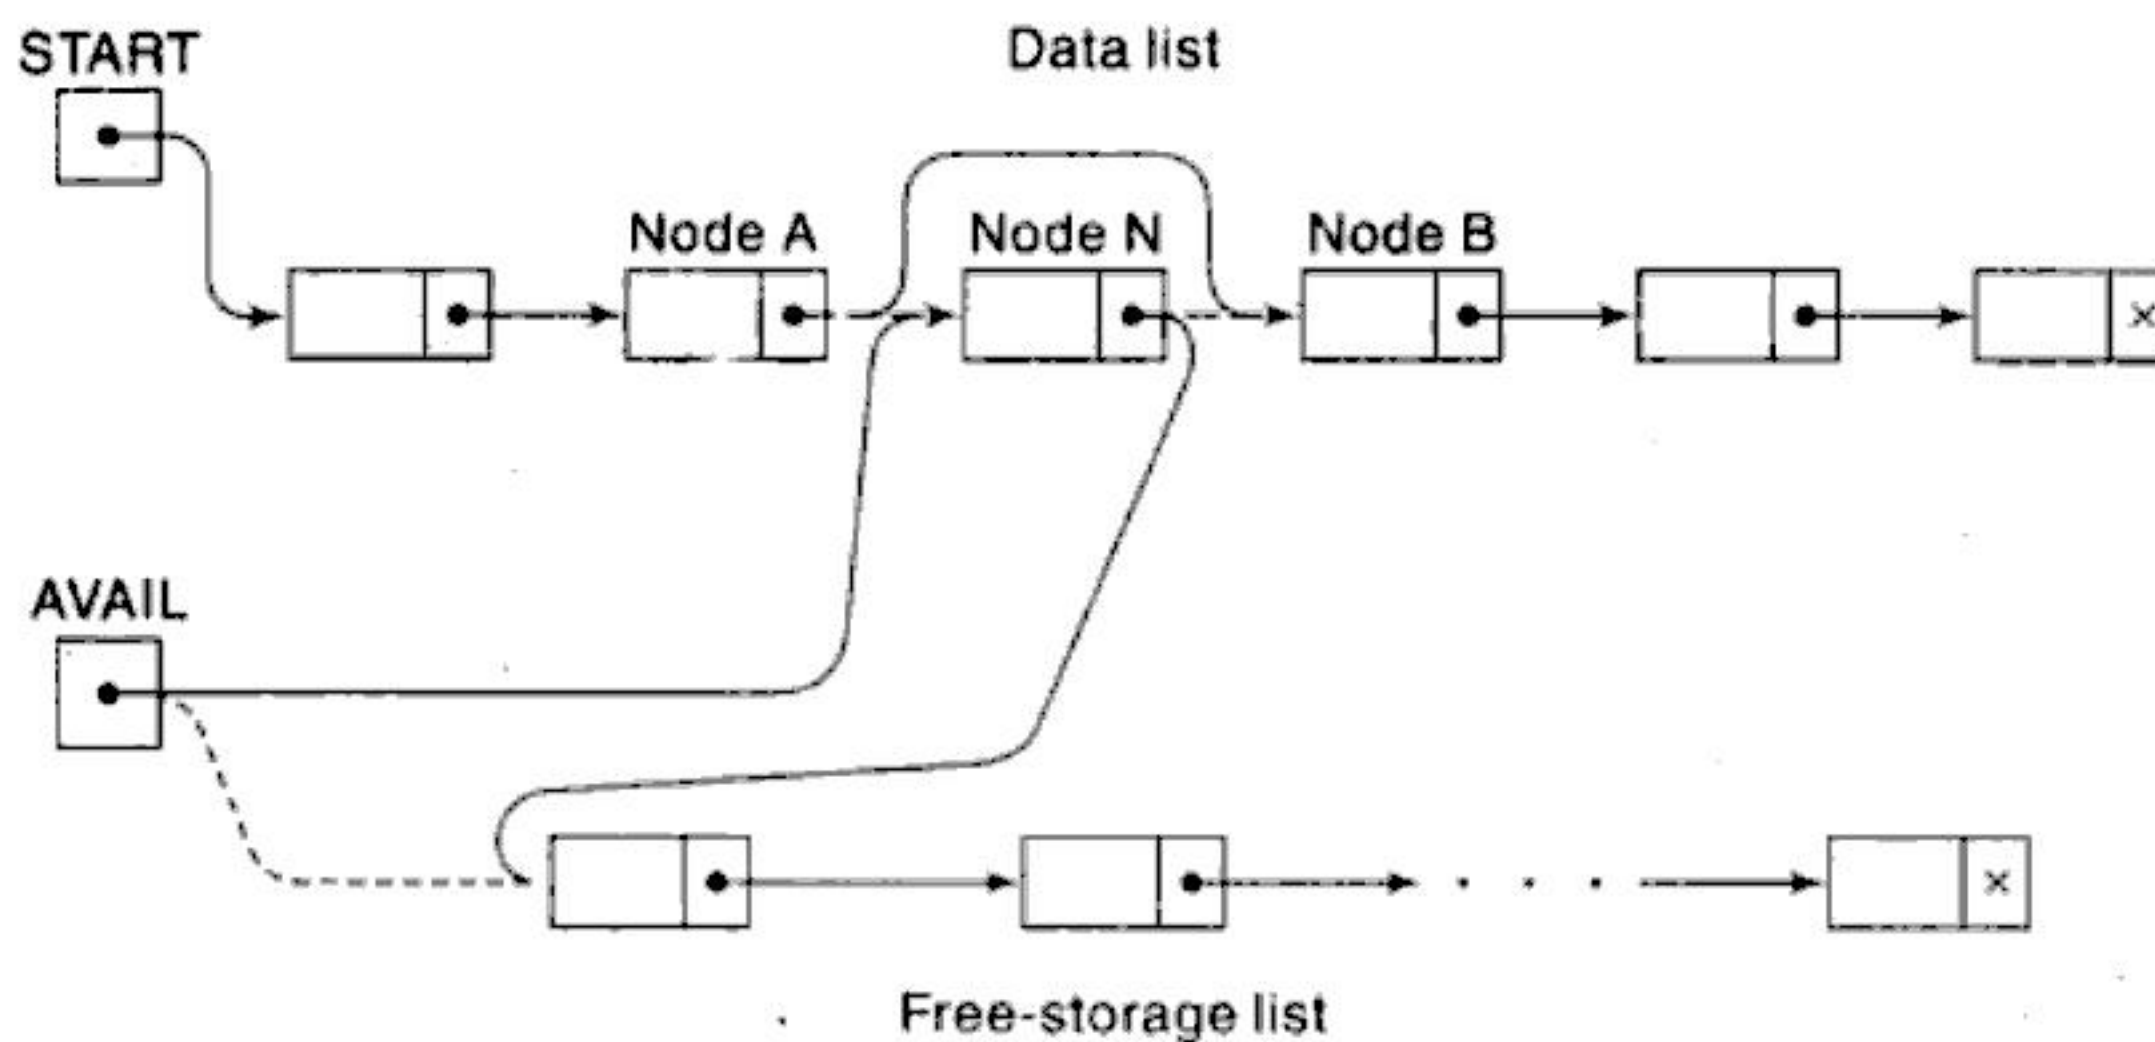 START
Data list
Node A
Node N
Node B
×
AVAIL
×
Free-storage list